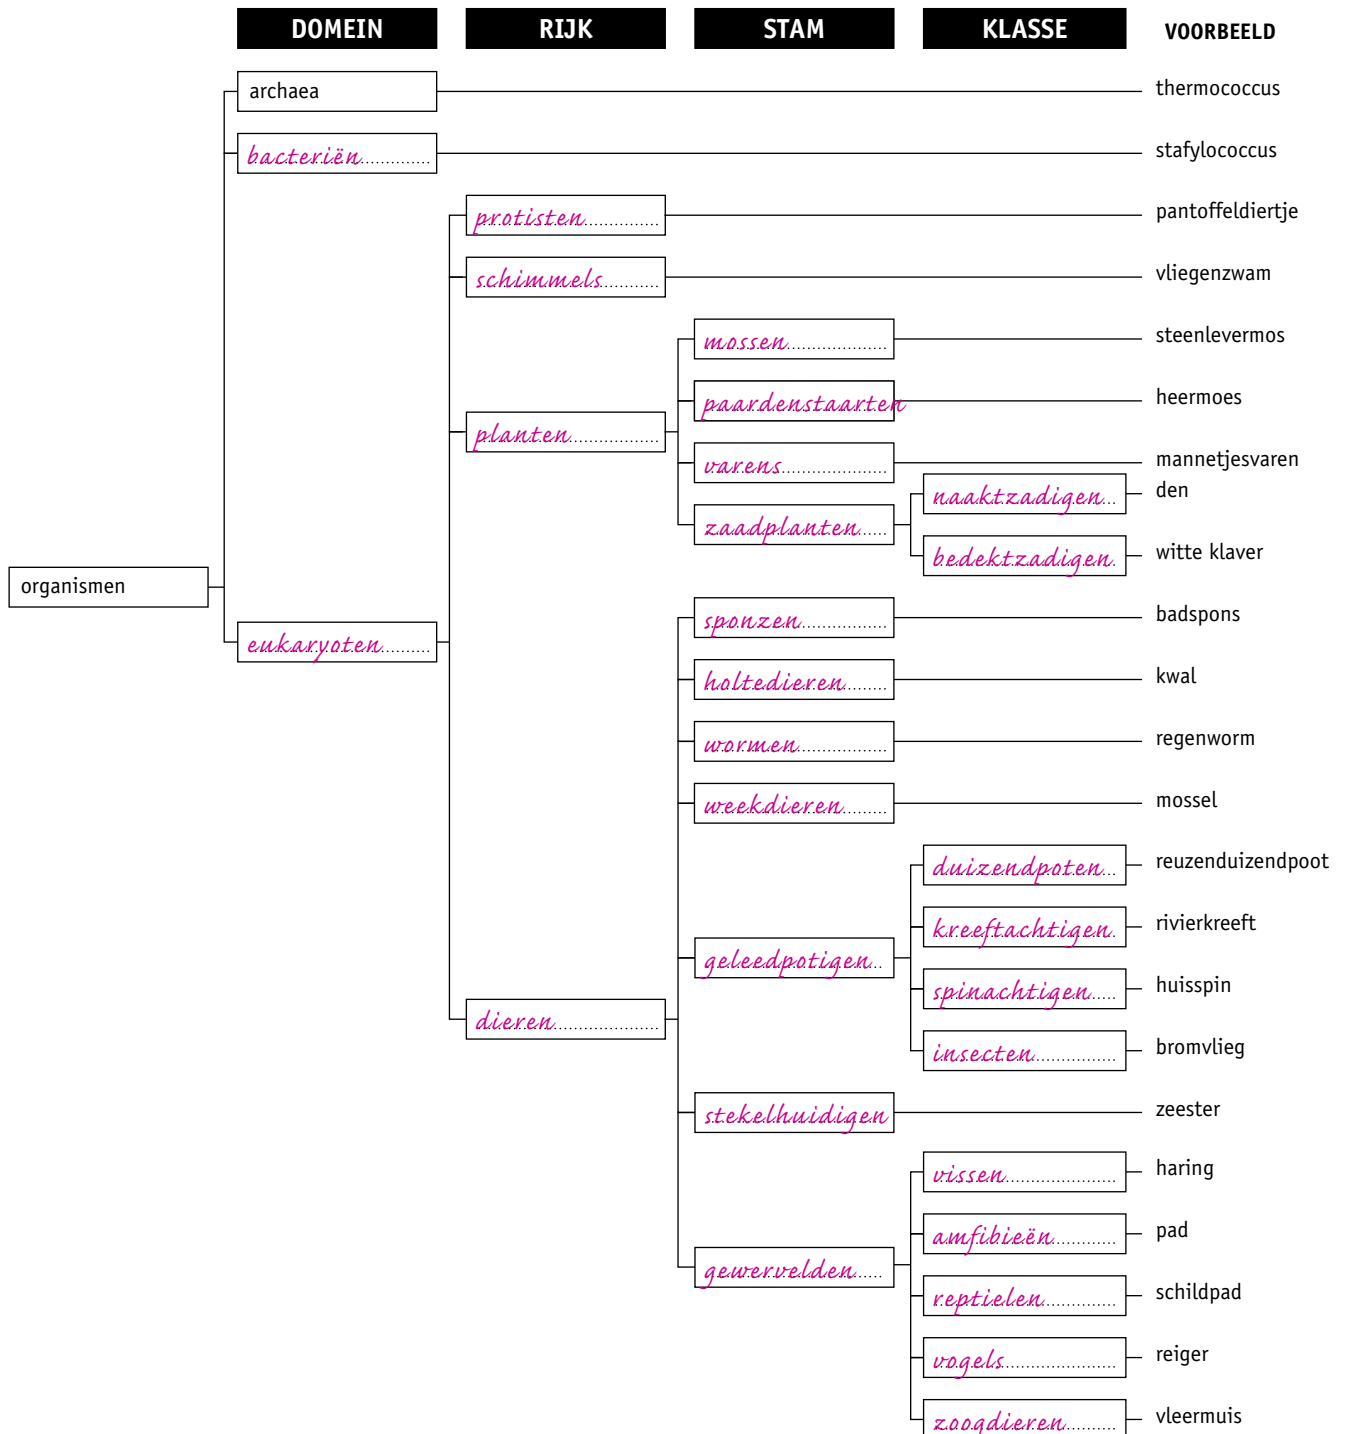 DOMEIN RIJK STAM KLASSE VOORBEELD
archaea thermococcus
bacteriën stafylococcus
protisten pantoffeldiertje
schimmels vliegenzwam
mossen steenlevermos
paardenstaarten heermoes
planten
varens mannetjesvaren
naaktzadigen den
zaadplanten
bedektzadigen witte klaver
organismen
sponzen badspons
eukaryoten
holtedieren kwal
wormen regenworm
weekdieren mossel
duizendpoten reuzenduizendpoot
kreeftachtigen rivierkreeft
geleedpotigen
spinachtigen huisspin
dieren
insecten bromvlieg
stekelhuidigen zeester
vissen haring
amfibieën pad
gewervelden
reptielen schildpad
vogels reiger
zoogdieren vleermuis